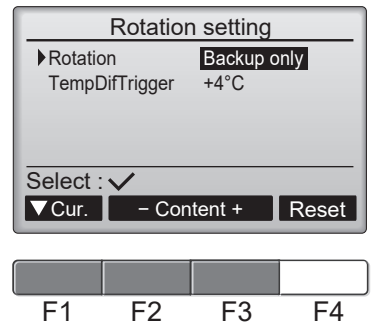 Rotation setting
Rotation Backup only
TempDifTrigger +4°C
Select :
Cur. − Content + Reset
F1 F2 F3 F4